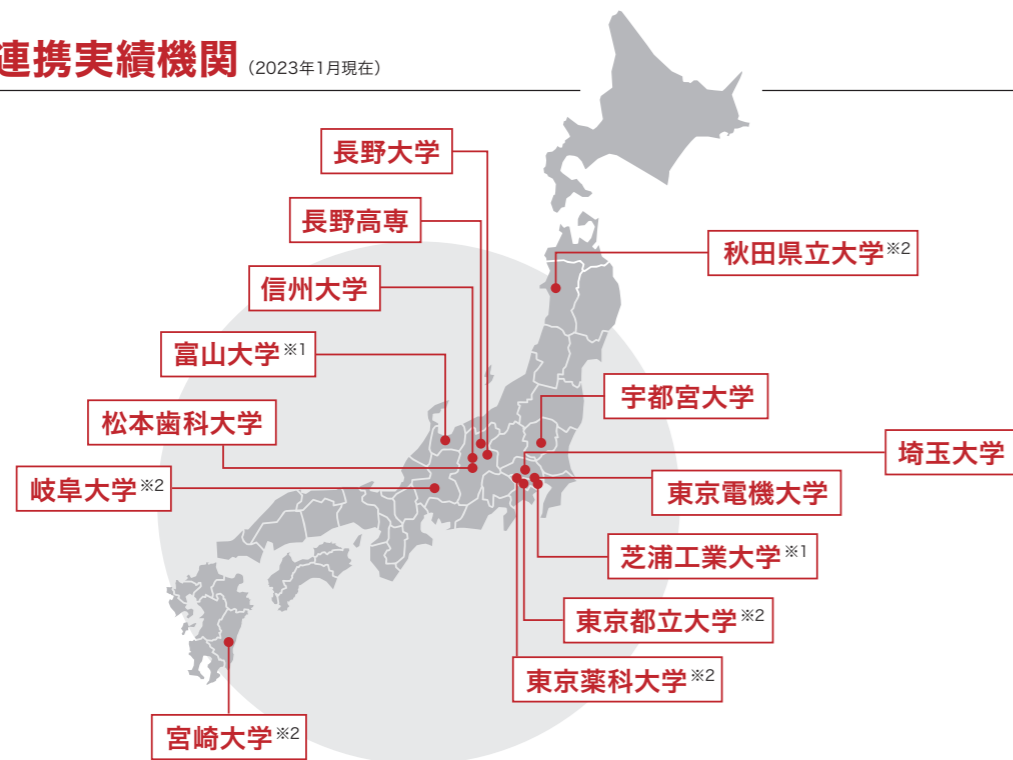 連携実績機関（2023年1月現在）
長野大学
長野高専
信州大学
富山大学※1
松本歯科大学
岐阜大学※2
宮崎大学※2
秋田県立大学※2
宇都宮大学
埼玉大学
東京電機大学
芝浦工業大学※1
東京都立大学※2
東京薬科大学※2